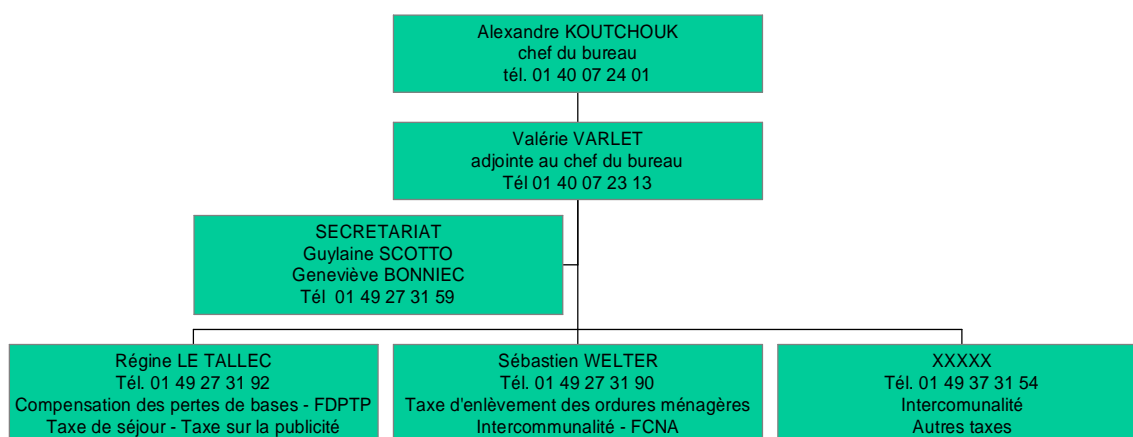 Alexandre KOUTCHOUK
chef du bureau
tél. 01 40 07 24 01
Valérie VARLET
adjointe au chef du bureau
Tél 01 40 07 23 13
SECRETARIAT
Guylaine SCOTTO
Geneviève BONNIEC
Tél 01 49 27 31 59
Régine LE TALLEC
Tél. 01 49 27 31 92
Compensation des pertes de bases - FDPTP
Taxe de séjour - Taxe sur la publicité
Sébastien WELTER
Tél. 01 49 27 31 90
Taxe d'enlèvement des ordures ménagères
Intercommunalité - FCNA
XXXXX
Tél. 01 49 37 31 54
Intercomunalité
Autres taxes